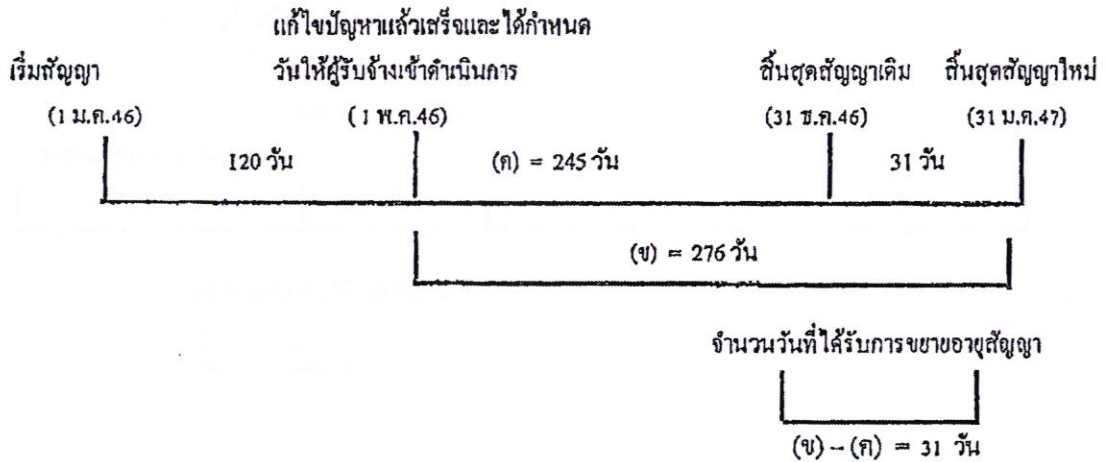 แก้ไขปัญหาแล้วเสร็จและได้กำหนด
เริ่มสัญญา วันให้ผู้รับจ้างเข้าดำเนินการ สิ้นสุดสัญญาเดิม สิ้นสุดสัญญาใหม่
(1 ม.ค.46) (1 พ.ค.46) (31 ธ.ค.46) (31 ม.ค.47)
120 วัน (ค) = 245 วัน 31 วัน
(ข) = 276 วัน
จำนวนวันที่ได้รับการขยายอายุสัญญา
(ข) – (ค) = 31 วัน